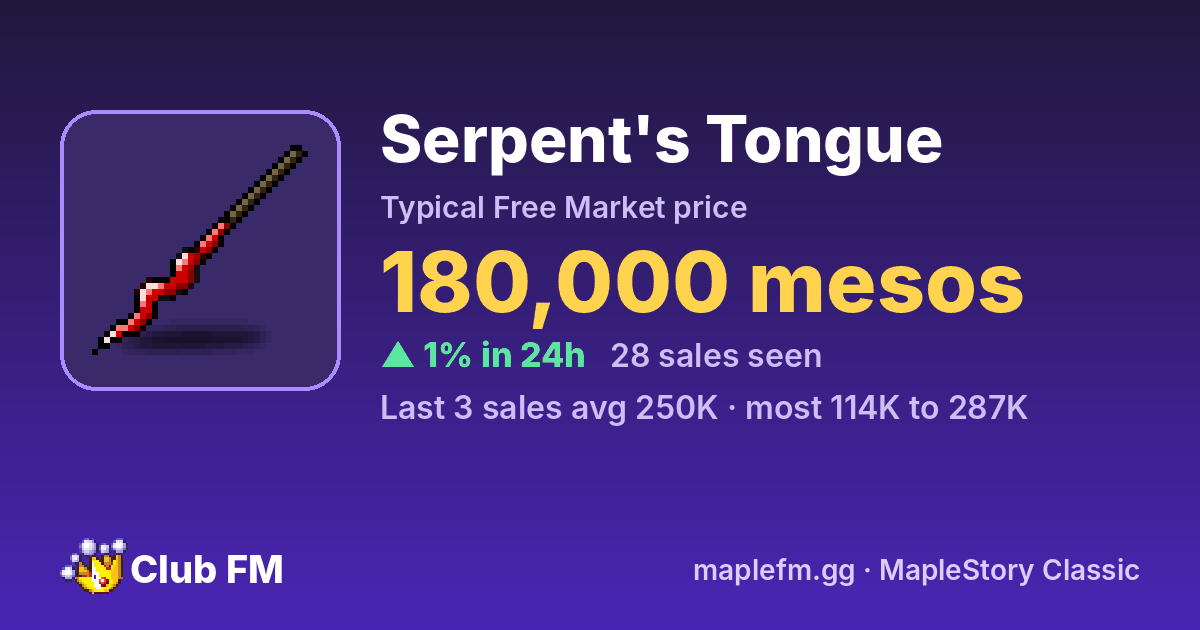 Serpent's Tongue
Typical Free Market price
180,000 mesos
▲ 1% in 24h 28 sales seen
Last 3 sales avg 250K · most 114K to 287K
Club FM
maplefm.gg · MapleStory Classic